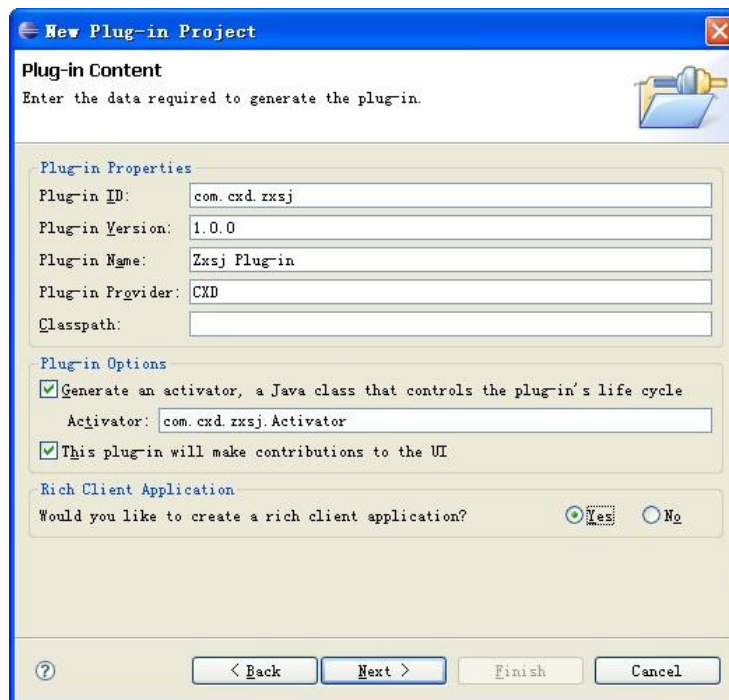 New Plug-in Project
Plug-in Content
Enter the data required to generate the plug-in.
Plug-in Properties
Plug-in ID: com.cxd.zxsj
Plug-in Version: 1.0.0
Plug-in Name: Zxsj Plug-in
Plug-in Provider: CXD
Classpath:
Plug-in Options
Generate an activator, a Java class that controls the plug-in's life cycle
Activator: com.cxd.zxsj.Activator
This plug-in will make contributions to the UI
Rich Client Application
Would you like to create a rich client application? Yes No
? < Back Next > Finish Cancel